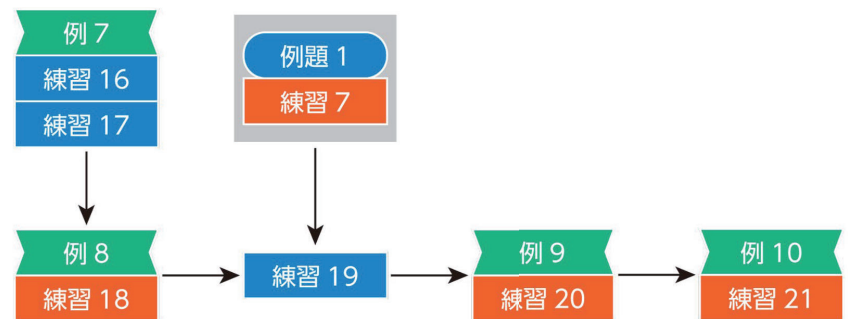 例 7
練習 16
練習 17
例題 1
練習 7
例 8
練習 18
練習 19
例 9
練習 20
例 10
練習 21